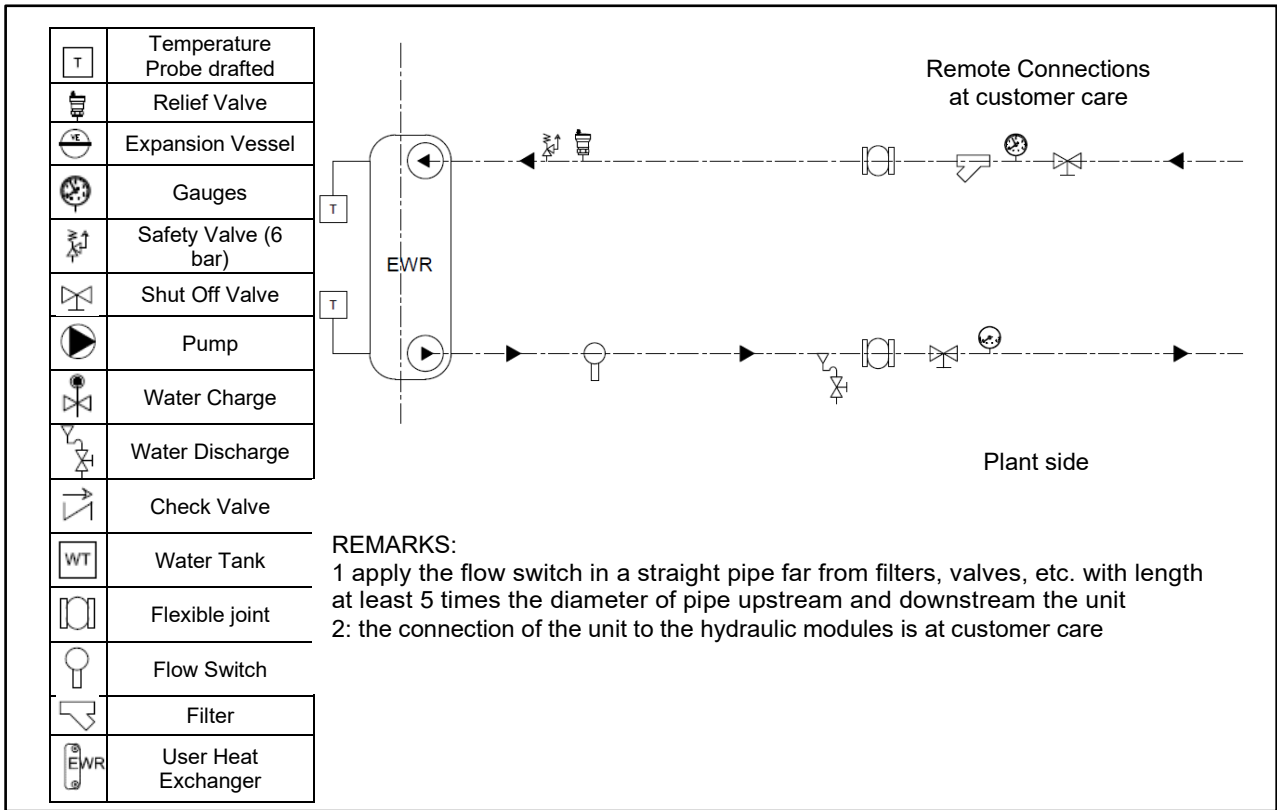 T
Temperature
Probe drafted
Relief Valve
VE
Expansion Vessel
Gauges
Safety Valve (6
bar)
Shut Off Valve
Pump
Water Charge
Water Discharge
Check Valve
WT
Water Tank
Flexible joint
Flow Switch
Filter
EWR
User Heat
Exchanger
Remote Connections
at customer care
T
EWR
T
Plant side
REMARKS:
1 apply the flow switch in a straight pipe far from filters, valves, etc. with length
at least 5 times the diameter of pipe upstream and downstream the unit
2: the connection of the unit to the hydraulic modules is at customer care